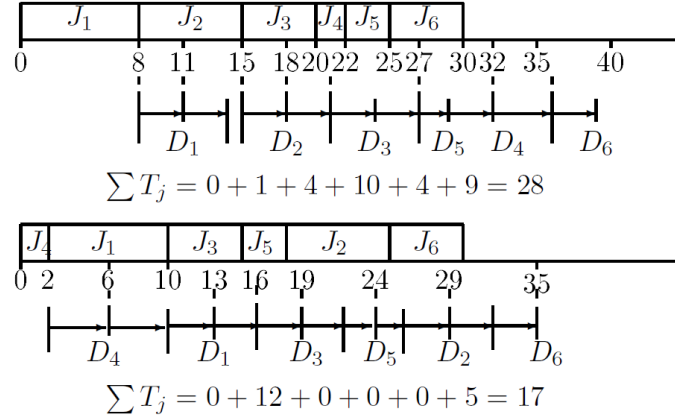 J₁ J₂ J₃ J₄ J₅ J₆
0 8 11 15 18 20 22 25 27 30 32 35 40
D₁ D₂ D₃ D₅ D₄ D₆
∑ Tⱼ = 0 + 1 + 4 + 10 + 4 + 9 = 28
J₄ J₁ J₃ J₅ J₂ J₆
0 2 6 10 13 16 19 24 29 35
D₄ D₁ D₃ D₅ D₂ D₆
∑ Tⱼ = 0 + 12 + 0 + 0 + 0 + 5 = 17